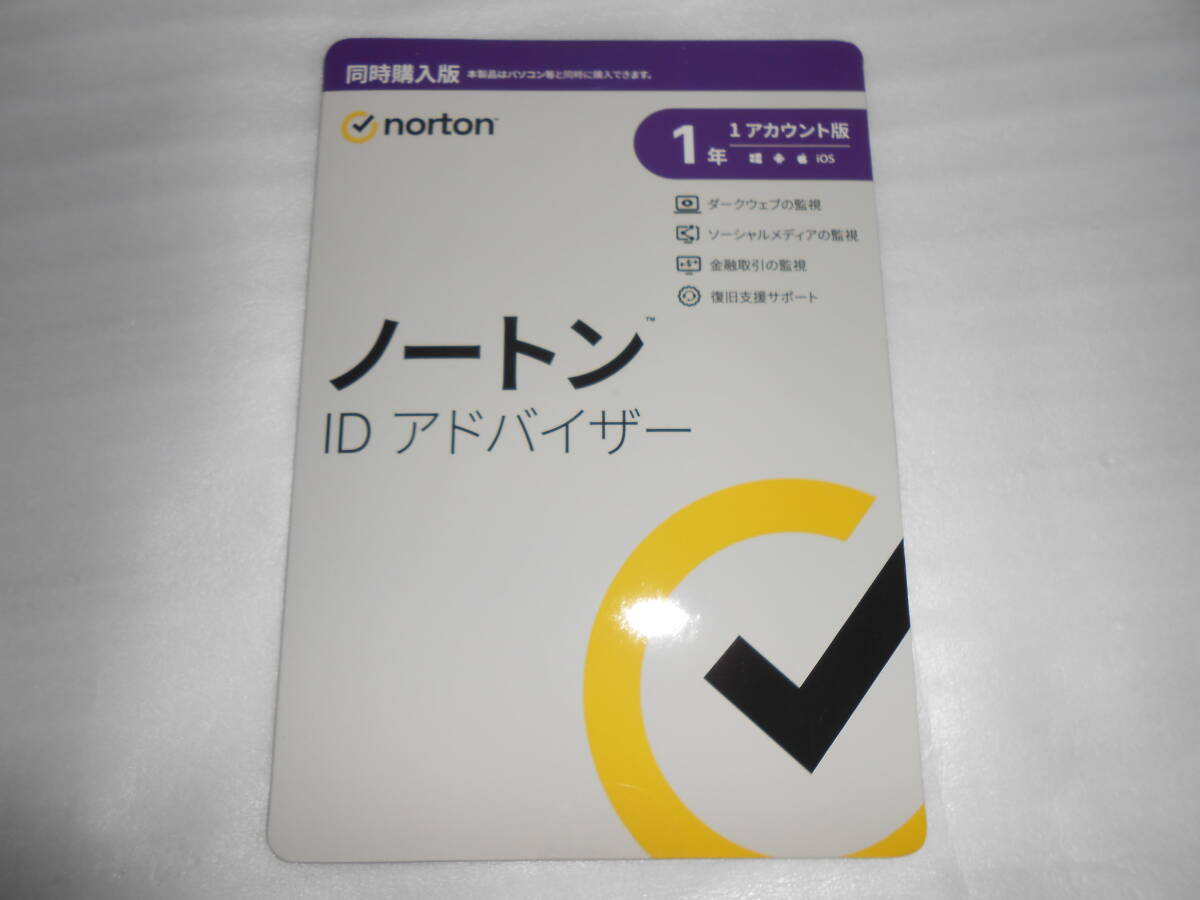 同時購入版 本製品はパソコン等と同時に購入できます。
norton
1年 1アカウント版
iOS
ダークウェブの監視
ソーシャルメディアの監視
金融取引の監視
復旧支援サポート
ノートン™
ID アドバイザー